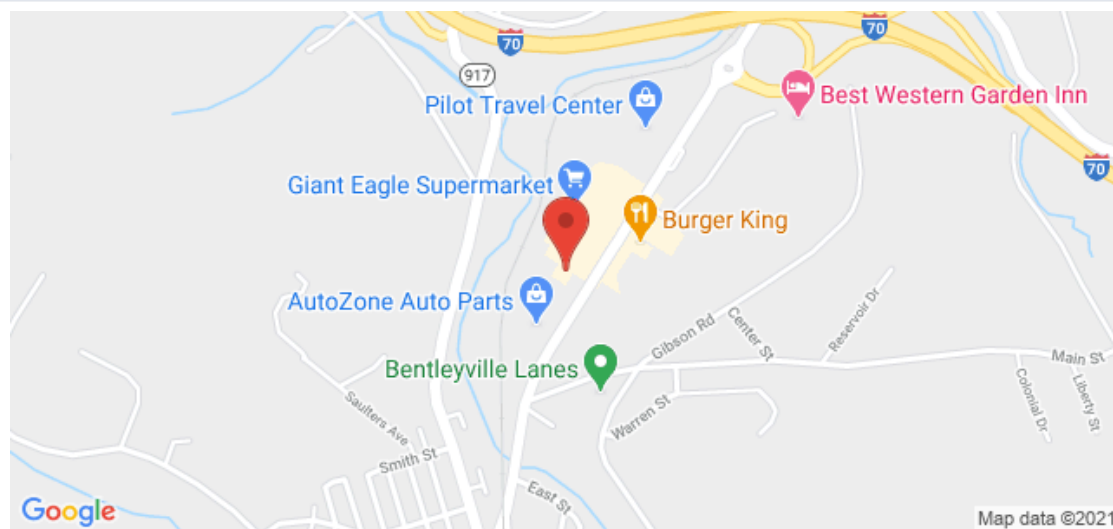 70
70
917
Pilot Travel Center
Best Western Garden Inn
70
Giant Eagle Supermarket
Burger King
AutoZone Auto Parts
Reservoir Dr
Center St
Gibson Rd
Main St
Bentleyville Lanes
Colonial Dr
Liberty St
Saulters Ave
Warren St
Smith St
East St
Google
Map data ©2021